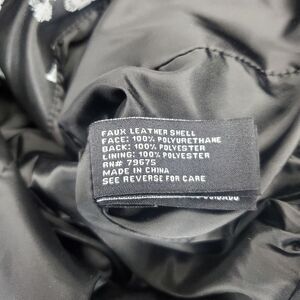 FAUX LEATHER SHELL
FACE: 100% POLYURETHANE
BACK: 100% POLYESTER
LINING: 100% POLYESTER
RN# 79675
MADE IN CHINA
SEE REVERSE FOR CARE